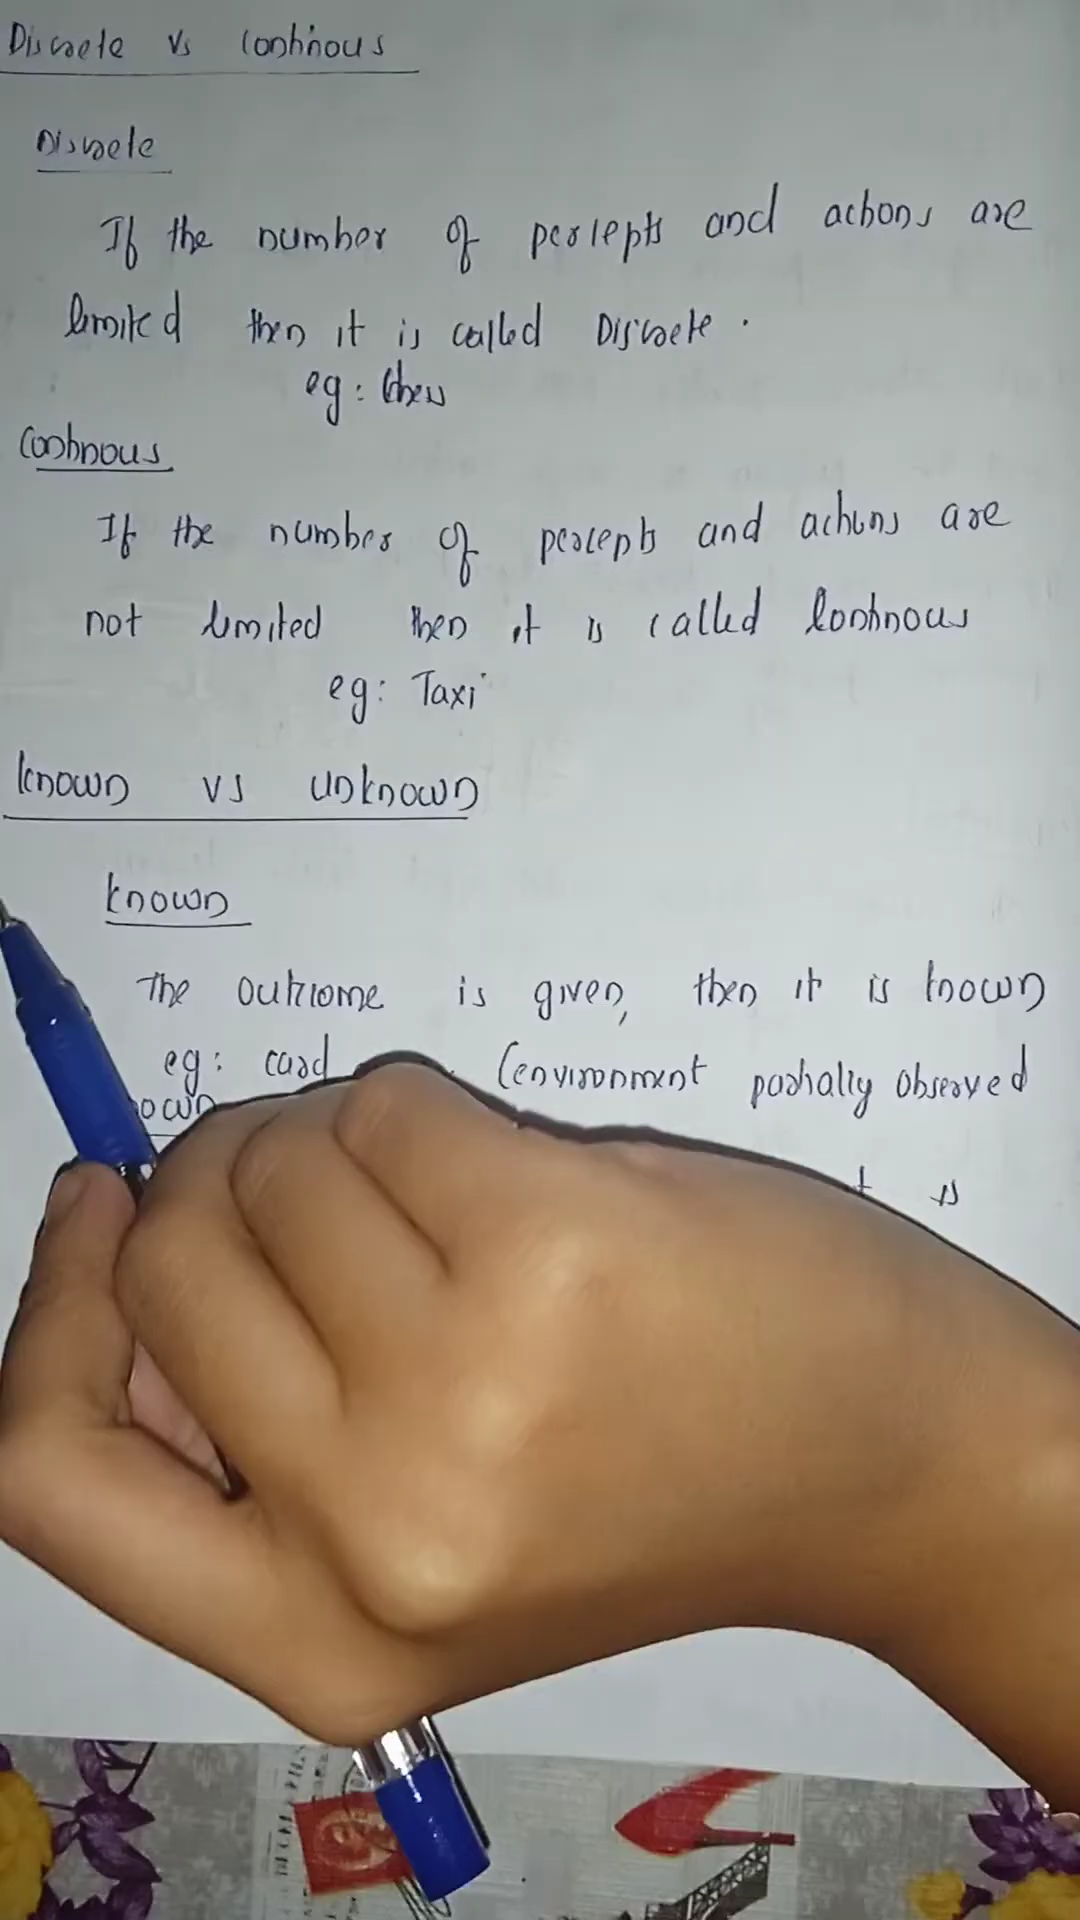 Discrete vs Continous
Discrete
If the number of percepts and actions are
limited then it is called Discrete.
eg: Chess
Continous
If the number of percepts and actions are
not limited then it is called Continous
eg: Taxi
known vs unknown
known
The outcome is given, then it is known
eg: card (environment partially observed
is